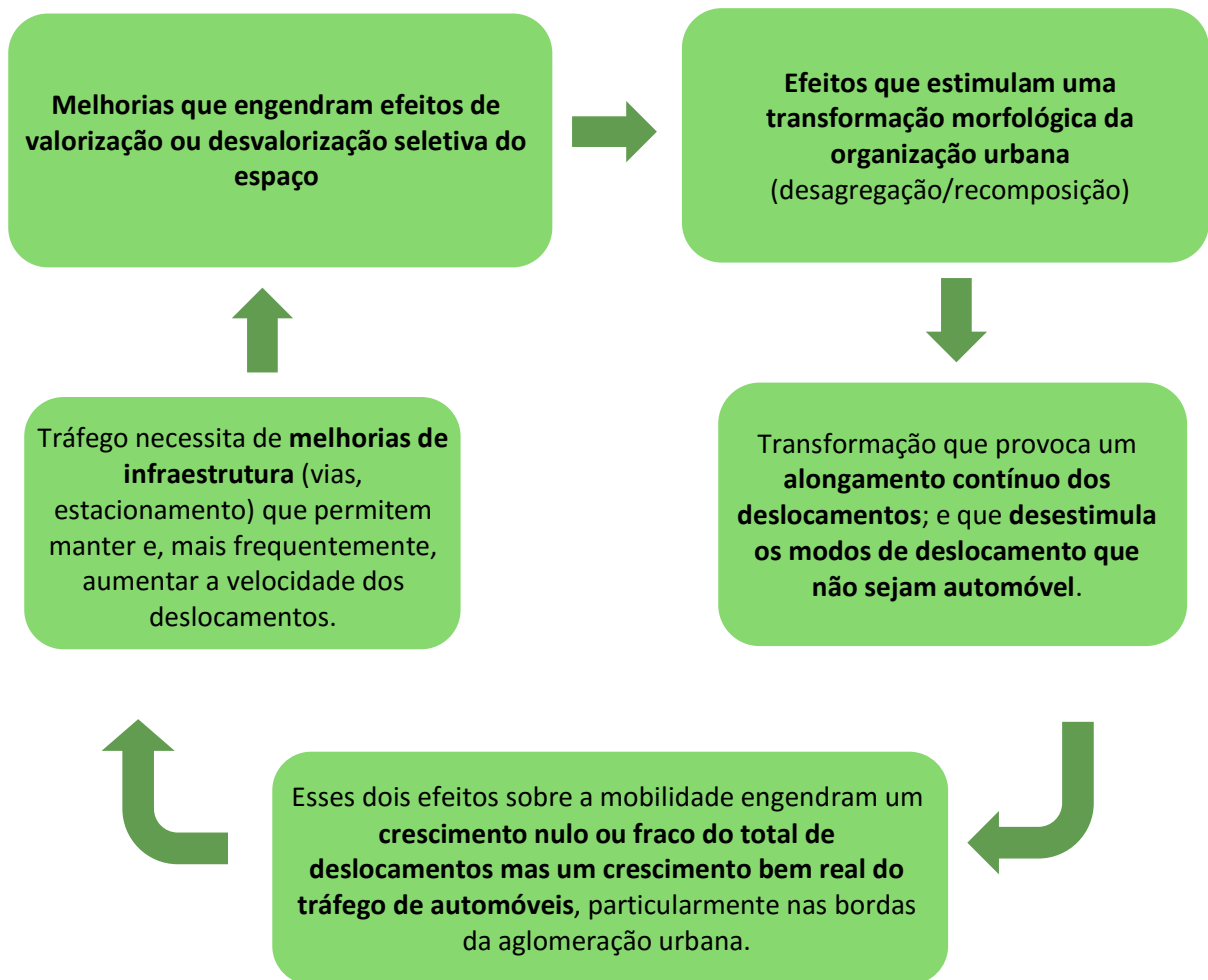 Melhorias que engendram efeitos de
valorização ou desvalorização seletiva do
espaço
Efeitos que estimulam uma
transformação morfológica da
organização urbana
(desagregação/recomposição)
Transformação que provoca um
alongamento contínuo dos
deslocamentos; e que desestimula
os modos de deslocamento que
não sejam automóvel.
Esses dois efeitos sobre a mobilidade engendram um
crescimento nulo ou fraco do total de
deslocamentos mas um crescimento bem real do
tráfego de automóveis, particularmente nas bordas
da aglomeração urbana.
Tráfego necessita de melhorias de
infraestrutura (vias,
estacionamento) que permitem
manter e, mais frequentemente,
aumentar a velocidade dos
deslocamentos.